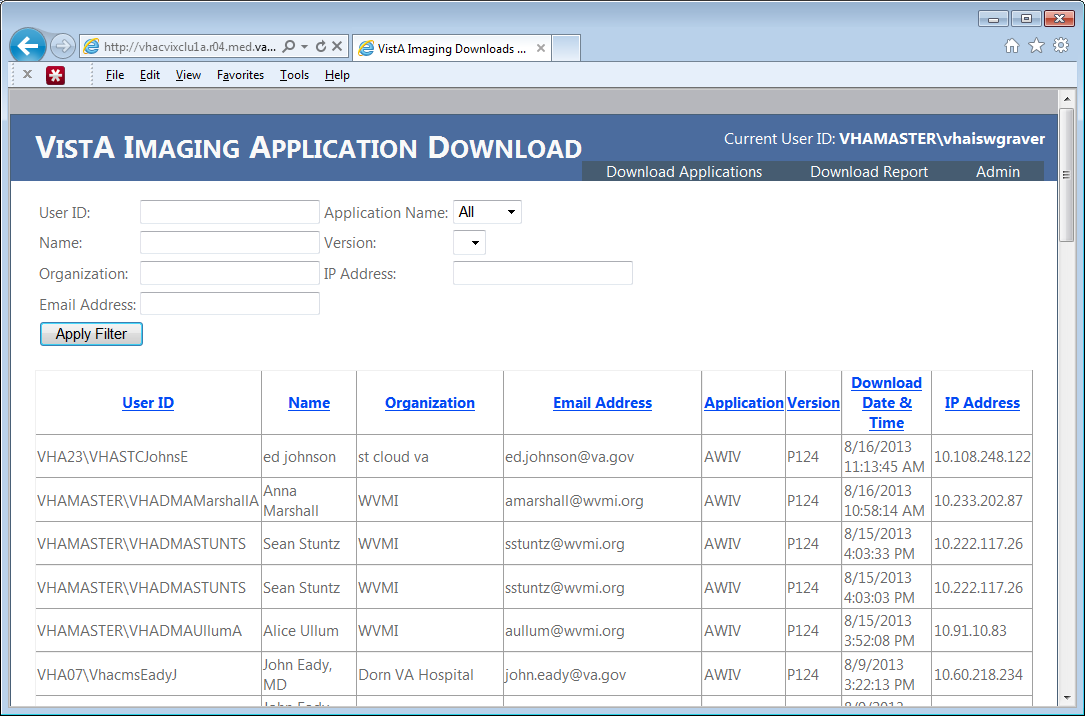 http://vhacvixclu1a.r04.med.va...
VistA Imaging Downloads ...
File Edit View Favorites Tools Help
VistA Imaging Application Download
Current User ID: VHAMASTER\vhaiswgraver
Download Applications Download Report Admin
User ID: Application Name: All
Name: Version:
Organization: IP Address:
Email Address:
Apply Filter
User ID Name Organization Email Address Application Version Download Date & Time IP Address
VHA23\VHASTCJohnsE ed johnson st cloud va ed.johnson@va.gov AWIV P124 8/16/2013 11:13:45 AM 10.108.248.122
VHAMASTER\VHADMAMarshallA Anna Marshall WVMI amarshall@wvmi.org AWIV P124 8/16/2013 10:58:14 AM 10.233.202.87
VHAMASTER\VHADMASTUNTS Sean Stuntz WVMI sstuntz@wvmi.org AWIV P124 8/15/2013 4:03:33 PM 10.222.117.26
VHAMASTER\VHADMASTUNTS Sean Stuntz WVMI sstuntz@wvmi.org AWIV P124 8/15/2013 4:03:03 PM 10.222.117.26
VHAMASTER\VHADMAUllumA Alice Ullum WVMI aullum@wvmi.org AWIV P124 8/15/2013 3:52:08 PM 10.91.10.83
VHA07\VhacmsEadyJ John Eady, MD Dorn VA Hospital john.eady@va.gov AWIV P124 8/9/2013 3:22:13 PM 10.60.218.234